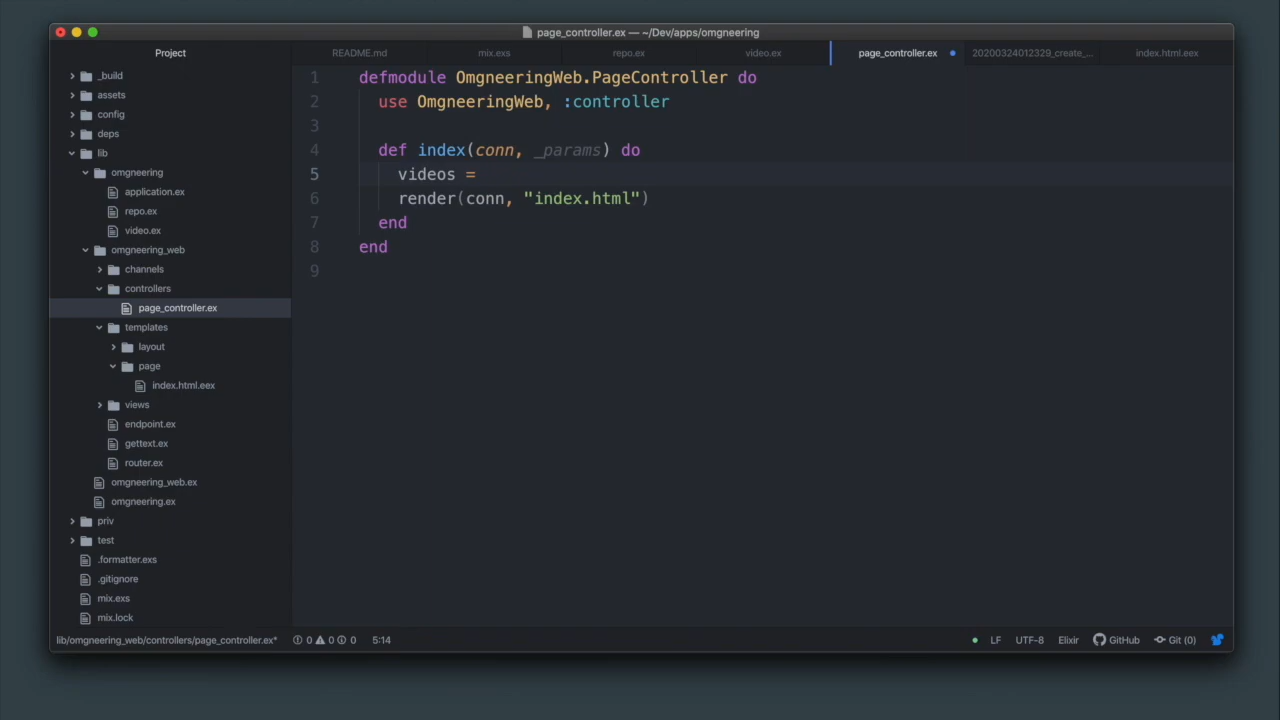 page_controller.ex — ~/Dev/apps/omgneering
Project
README.md
mix.exs
repo.ex
video.ex
page_controller.ex
20200324012329_create_...
index.html.eex
_build
assets
config
deps
lib
omgneering
application.ex
repo.ex
video.ex
omgneering_web
channels
controllers
page_controller.ex
templates
layout
page
index.html.eex
views
endpoint.ex
gettext.ex
router.ex
omgneering_web.ex
omgneering.ex
priv
test
.formatter.exs
.gitignore
mix.exs
mix.lock
1 defmodule OmgneeringWeb.PageController do
2 use OmgneeringWeb, :controller
3
4 def index(conn, _params) do
5 videos =
6 render(conn, "index.html")
7 end
8 end
9
lib/omgneering_web/controllers/page_controller.ex* 0 0 0 5:14
LF UTF-8 Elixir GitHub Git (0)